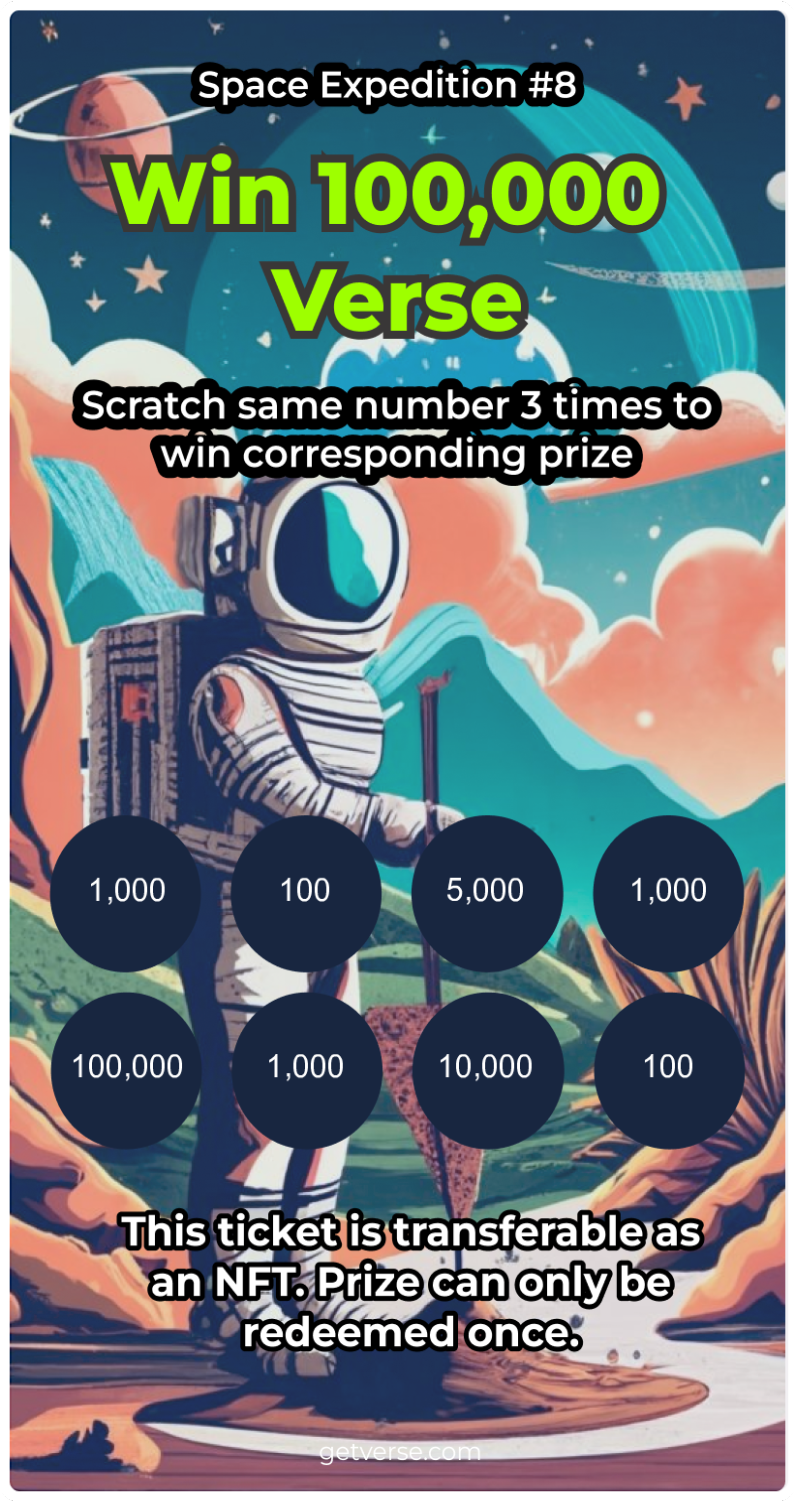 Space Expedition #8
Win 100,000
Verse
Scratch same number 3 times to
win corresponding prize
1,000 100 5,000 1,000
100,000 1,000 10,000 100
This ticket is transferable as
an NFT. Prize can only be
redeemed once.
getverse.com